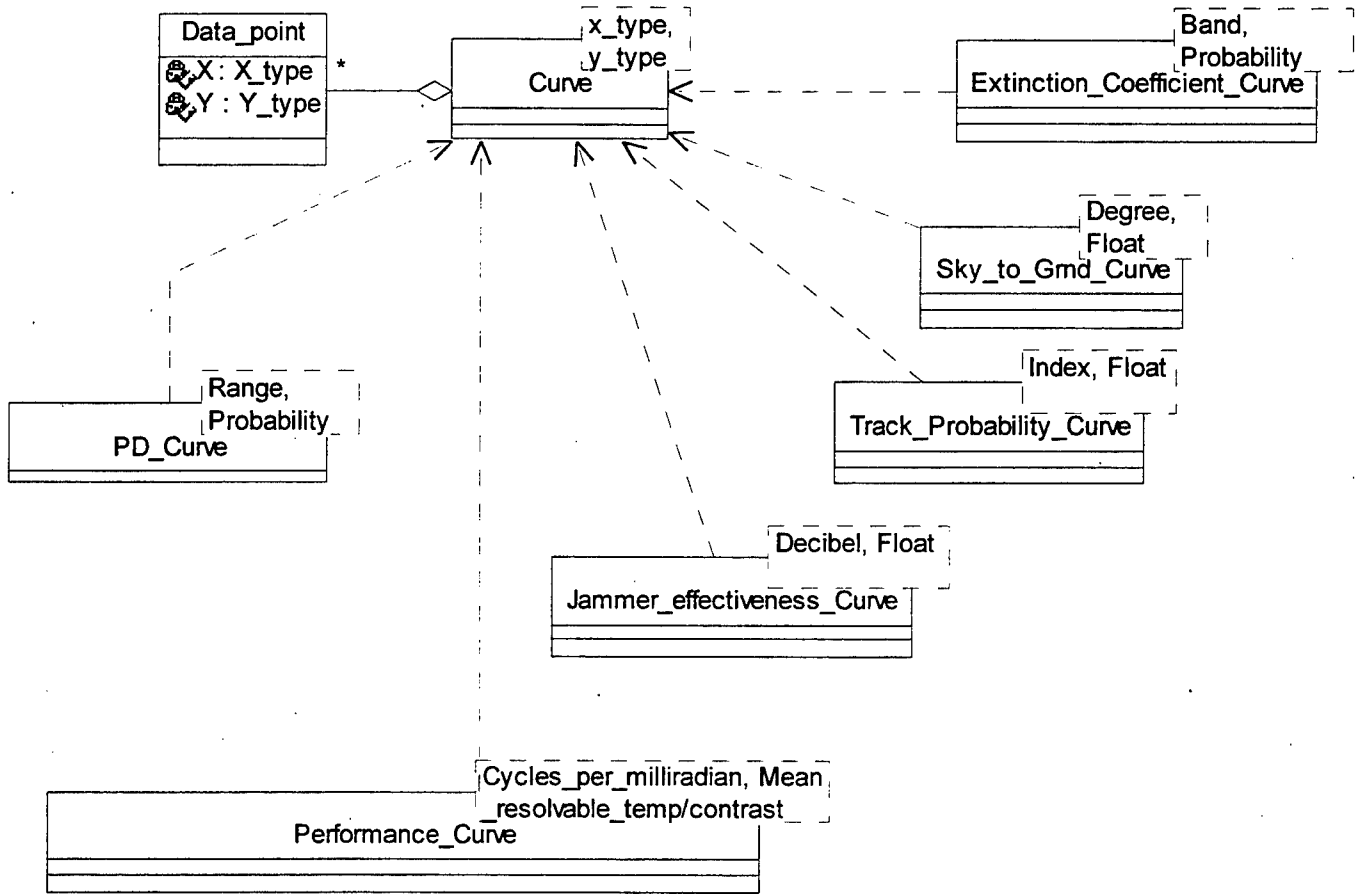 Data_point
X : X_type
Y : Y_type
*
x_type,
y_type
Curve
Band,
Probability
Extinction_Coefficient_Curve
Degree,
Float
Sky_to_Grnd_Curve
Index, Float
Track_Probability_Curve
Range,
Probability
PD_Curve
Decibel, Float
Jammer_effectiveness_Curve
Cycles_per_milliradian, Mean
_resolvable_temp/contrast
Performance_Curve